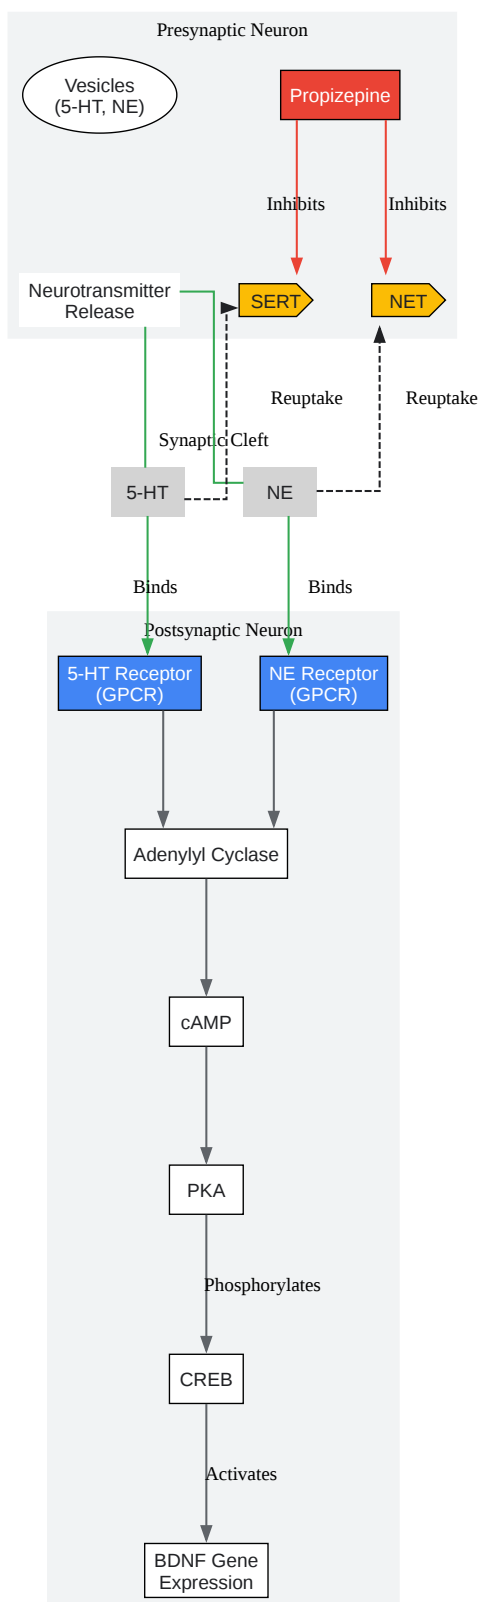 Presynaptic Neuron
Vesicles
(5-HT, NE)
Propizepine
Inhibits
Inhibits
Neurotransmitter
Release
SERT
NET
Reuptake
Reuptake
Synaptic Cleft
5-HT
NE
Binds
Binds
Postsynaptic Neuron
5-HT Receptor
(GPCR)
NE Receptor
(GPCR)
Adenylyl Cyclase
cAMP
PKA
Phosphorylates
CREB
Activates
BDNF Gene
Expression